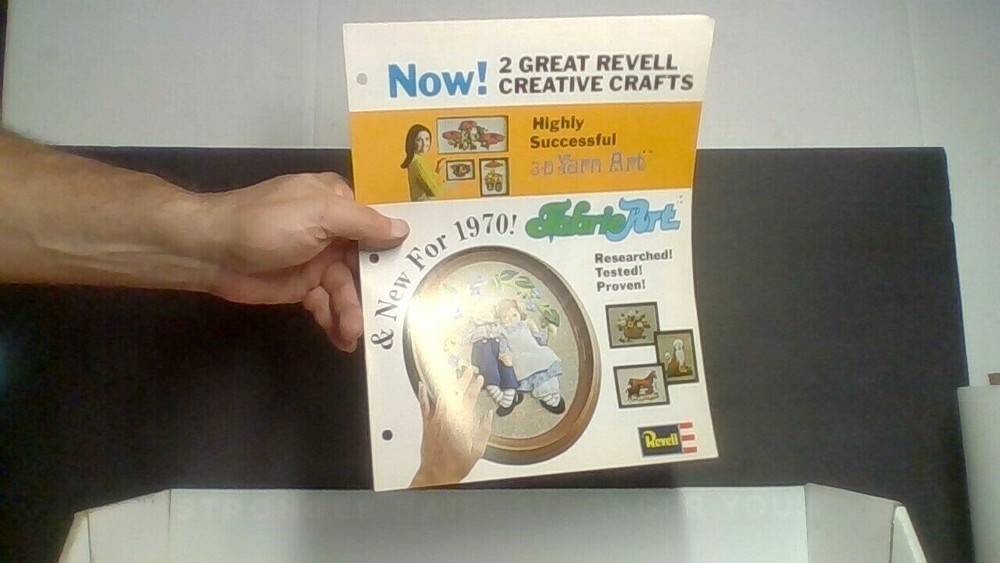 Now! 2 GREAT REVELL
CREATIVE CRAFTS
Highly
Successful
3-D Yarn Art
& New For 1970!
Fabric Art
Researched!
Tested!
Proven!
Revell